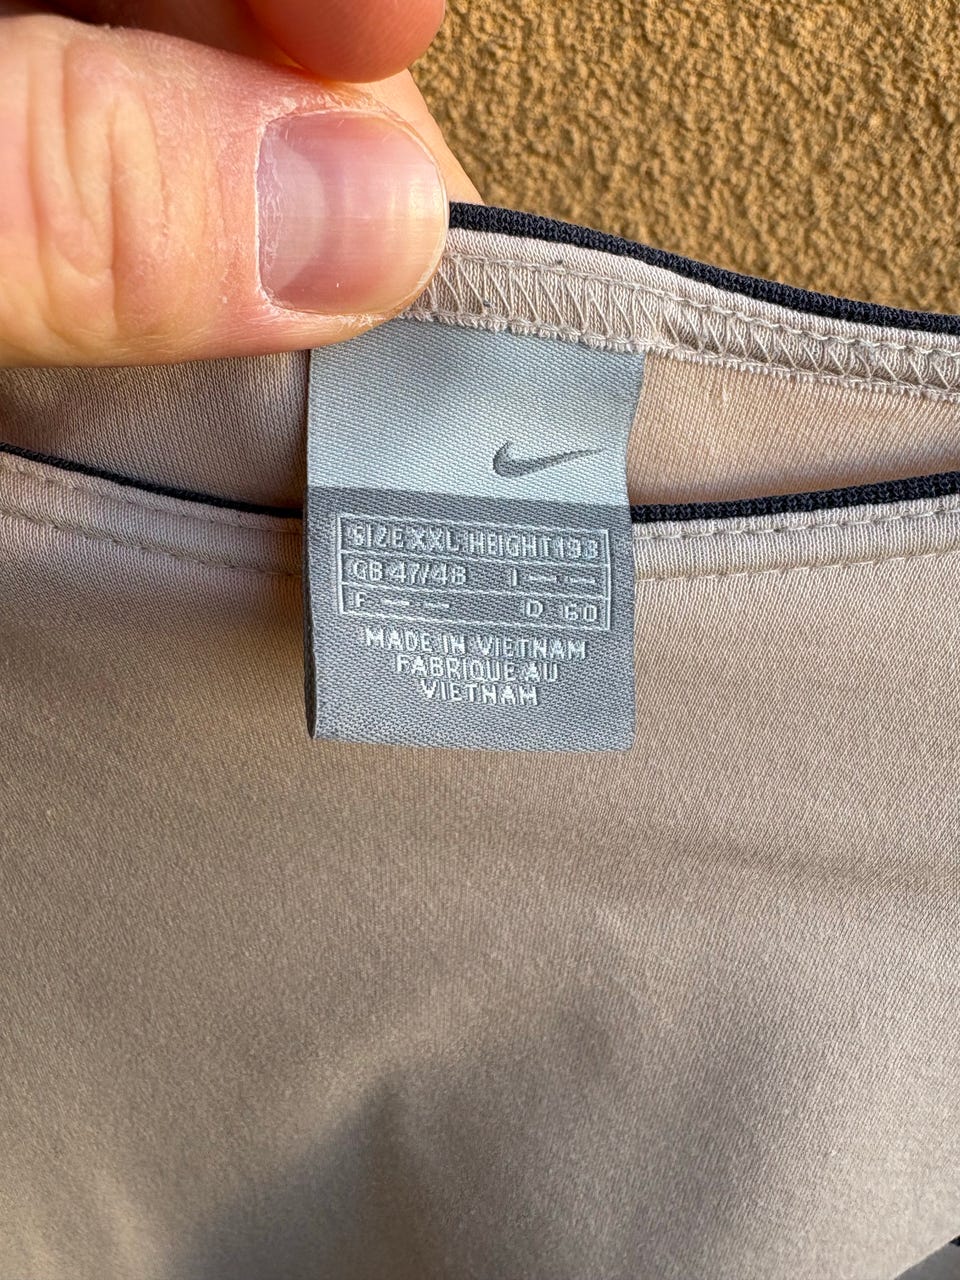 SIZE XXL HEIGHT 193
GB 47/48 I — —
F — — D 60
MADE IN VIETNAM
FABRIQUE AU
VIETNAM